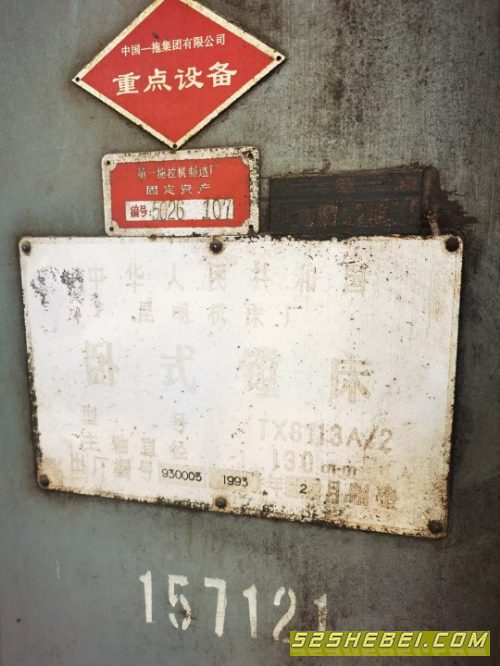 中国一拖集团有限公司
重点设备
第一拖拉机制造厂
固定资产
编号: 5026 107
中华人民共和国
昆明机床厂
卧式镗床
型号 TX6113A/2
主轴直径 130 mm
出厂编号 930005 1993 年 2 月
157121
52SHEBEI.COM